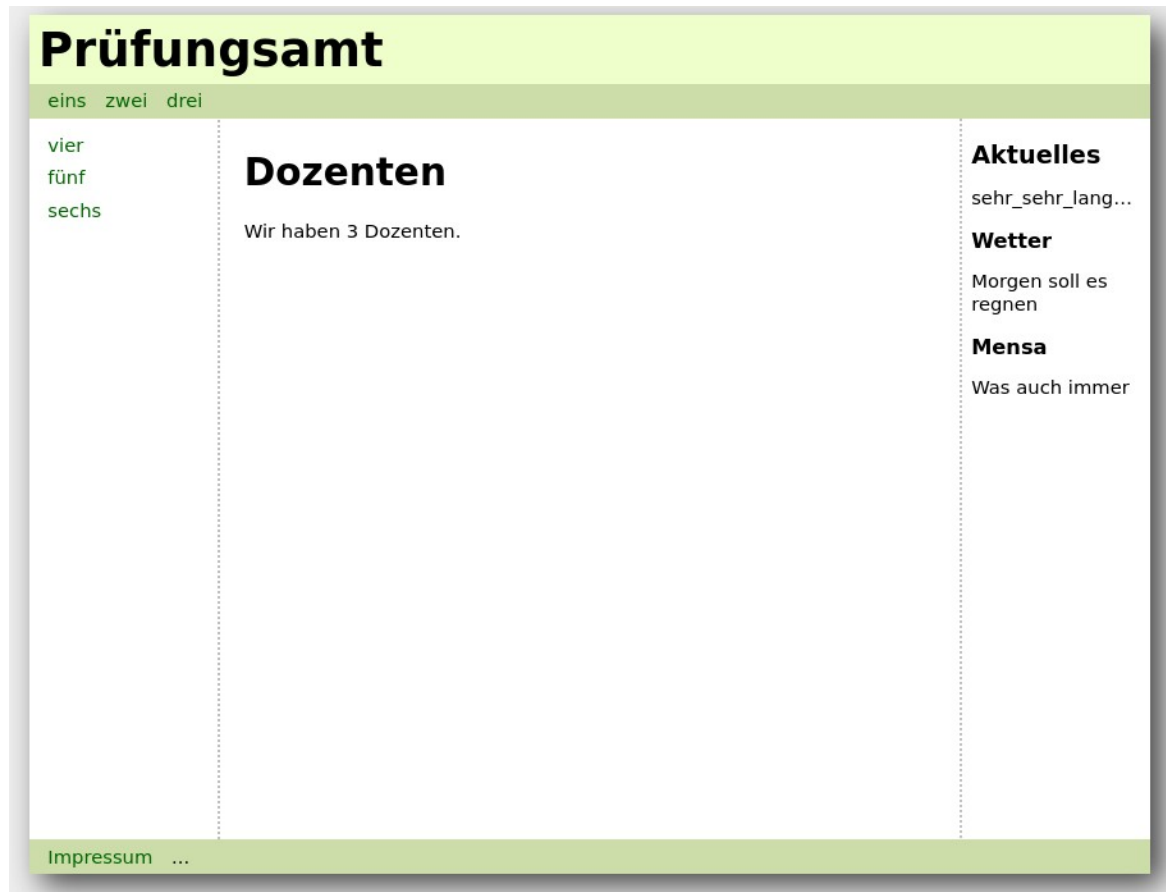 Prüfungsamt
eins zwei drei
vier
fünf
sechs
Dozenten
Wir haben 3 Dozenten.
Aktuelles
sehr_sehr_lang…
Wetter
Morgen soll es
regnen
Mensa
Was auch immer
Impressum ...